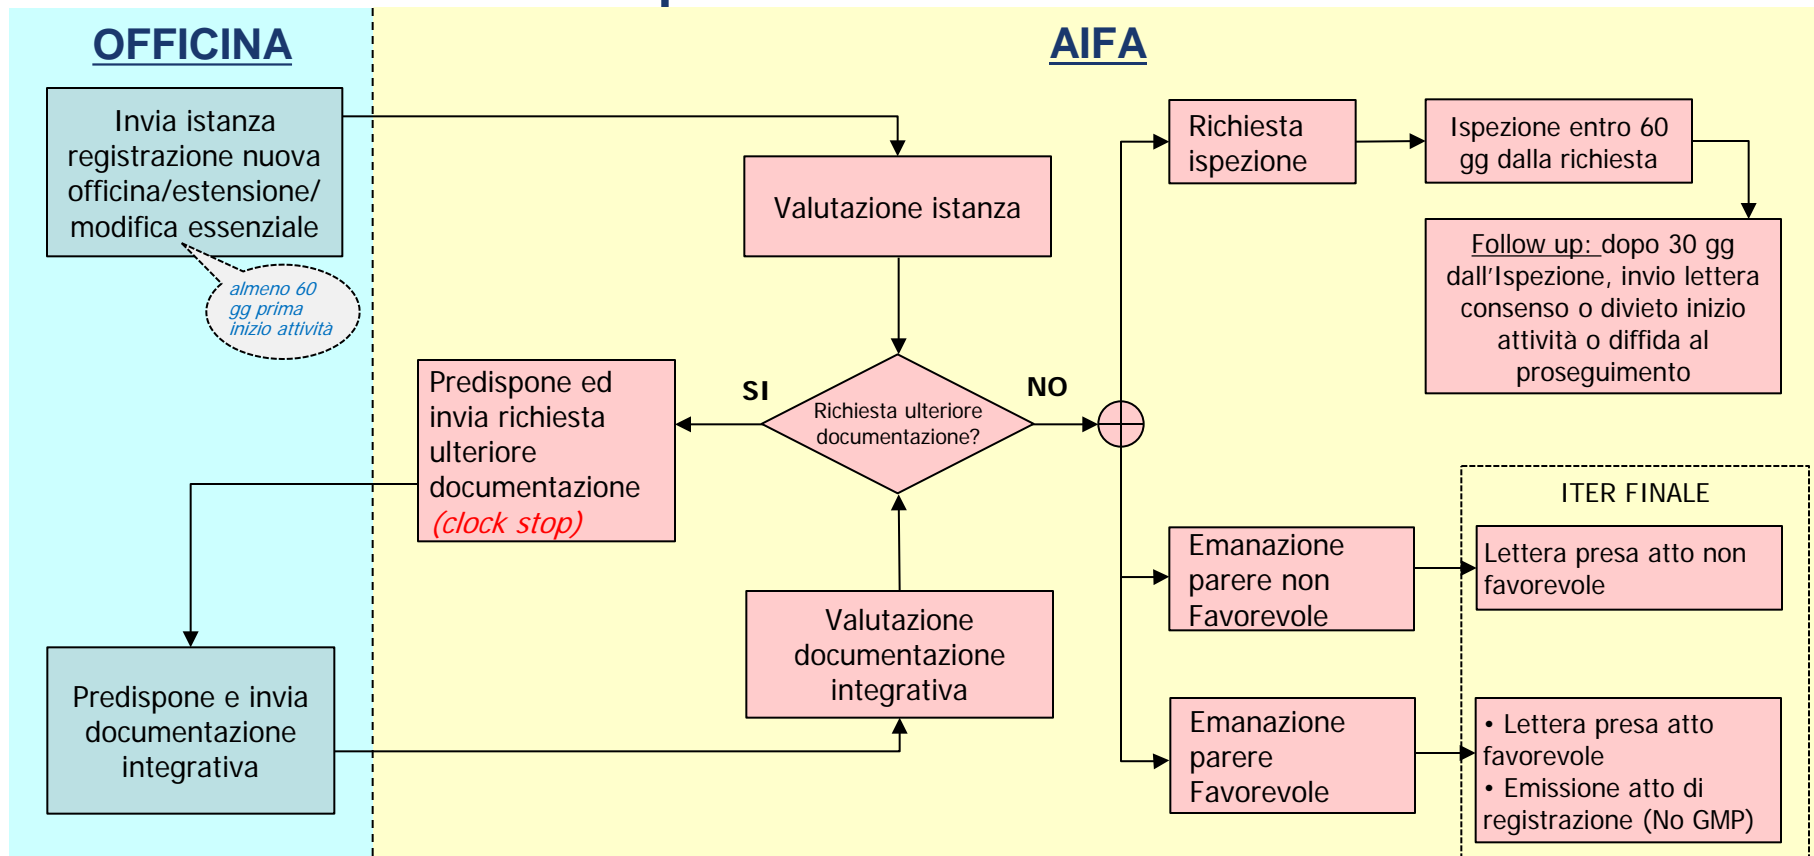 OFFICINA
AIFA
Invia istanza
registrazione nuova
officina/estensione/
modifica essenziale
almeno 60
gg prima
inizio attività
Valutazione istanza
Richiesta
ispezione
Ispezione entro 60
gg dalla richiesta
Follow up: dopo 30 gg
dall'Ispezione, invio lettera
consenso o divieto inizio
attività o diffida al
proseguimento
Predispone ed
invia richiesta
ulteriore
documentazione
(clock stop)
SI
Richiesta ulteriore
documentazione?
NO
ITER FINALE
Emanazione
parere non
Favorevole
Lettera presa atto non
favorevole
Valutazione
documentazione
integrativa
Predispone e invia
documentazione
integrativa
Emanazione
parere
Favorevole
• Lettera presa atto
favorevole
• Emissione atto di
registrazione (No GMP)